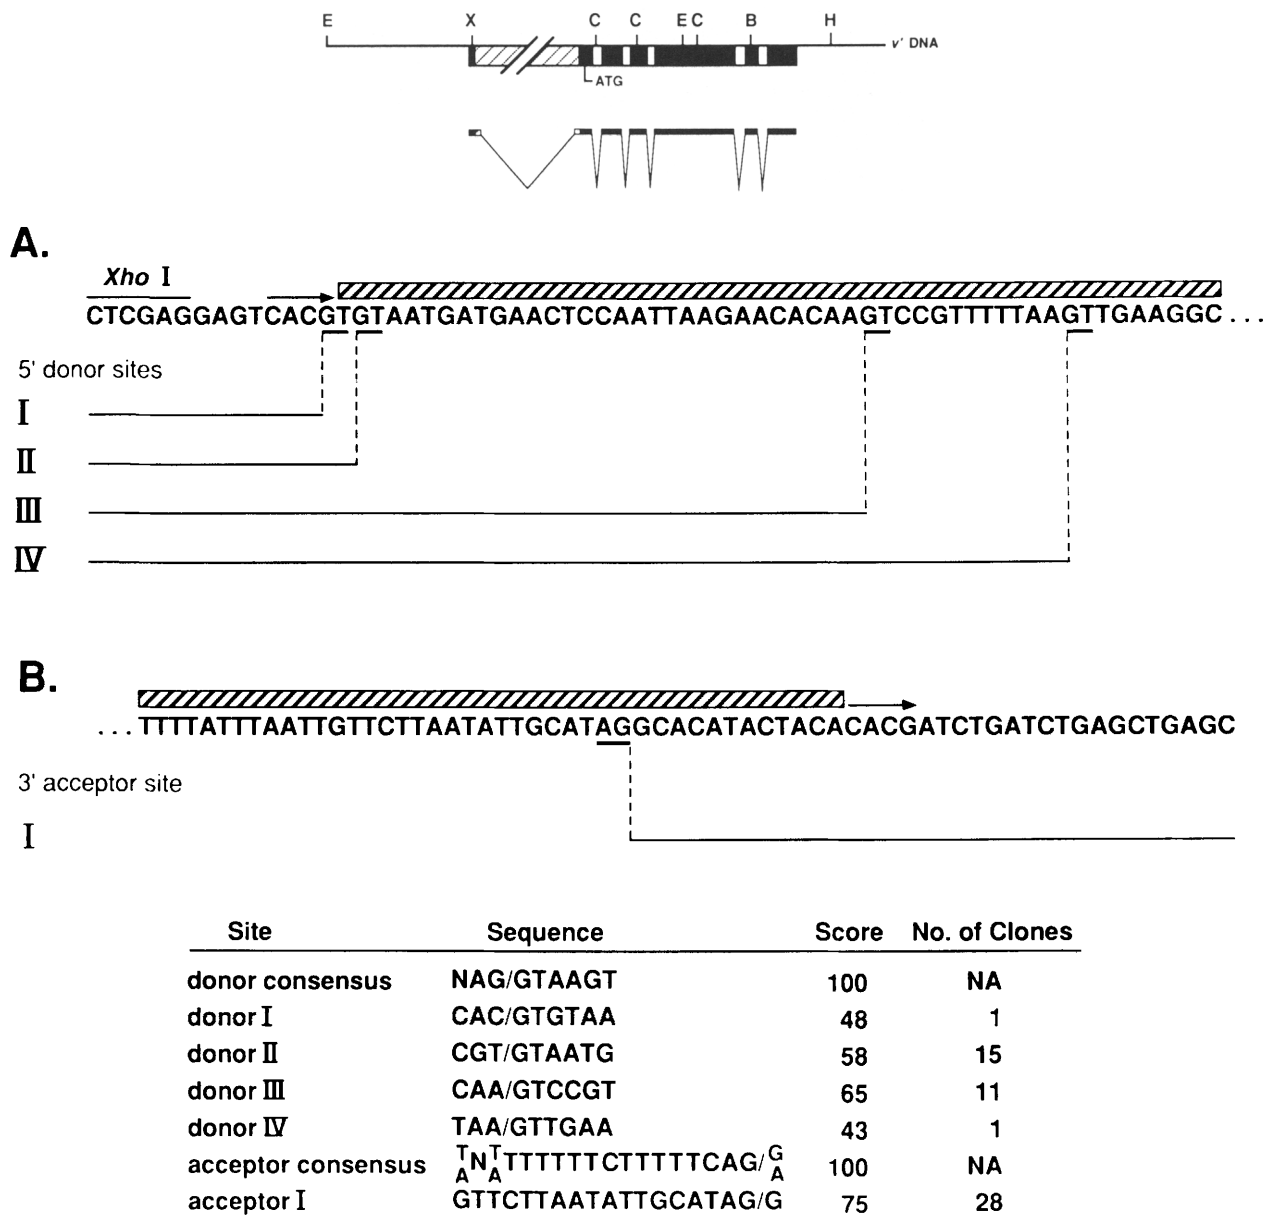 E X C C E C B H
v' DNA
ATG
A.
Xho I
CTCGAGGAGTCACGTGTAATGATGAACTCCAATTAAGAACACAAGTCCGTTTTTAAGTTGAAGGC...
5' donor sites
I
II
III
IV
B.
...TTTTATTTAATTGTTCTTAATATTGCATAGGCACATACTACACACGATCTGATCTGAGCTGAGC
3' acceptor site
I
Site Sequence Score No. of Clones
donor consensus NAG/GTAAGT 100 NA
donor I CAC/GTGTAA 48 1
donor II CGT/GTAATG 58 15
donor III CAA/GTCCGT 65 11
donor IV TAA/GTTGAA 43 1
T T G
acceptor consensus N TTTTTTCTTTTTCAG/ 100 NA
A A A
acceptor I GTTCTTAATATTGCATAG/G 75 28